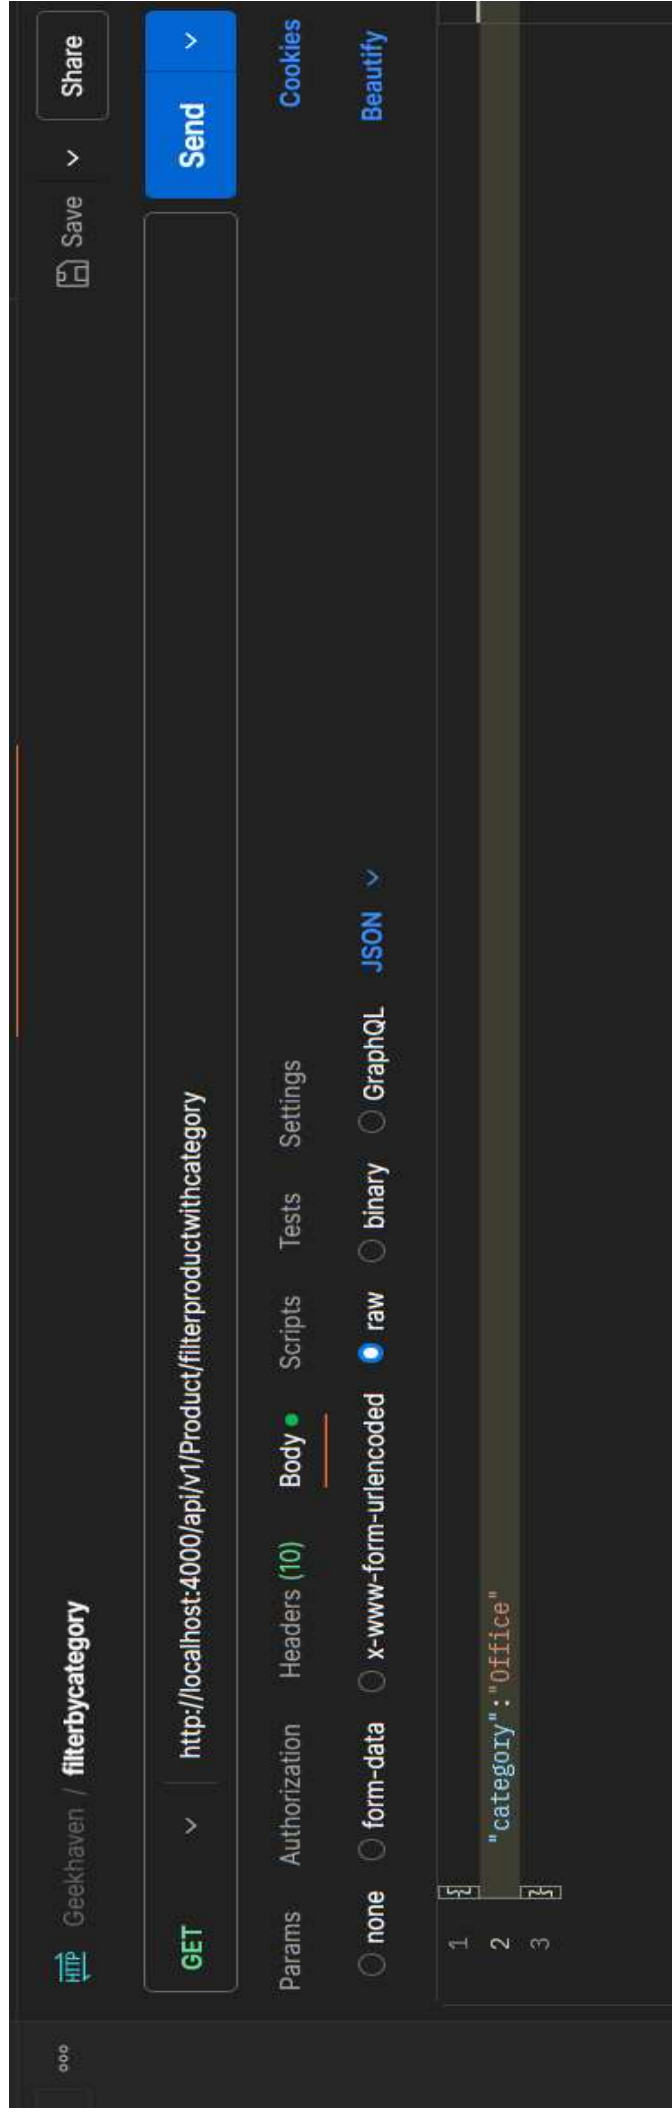 HTTP Geekhaven / filterbycategory Save Share
GET http://localhost:4000/api/v1/Product/filterproductwithcategory Send
Params Authorization Headers (10) Body Scripts Tests Settings Cookies
none form-data x-www-form-urlencoded raw binary GraphQL JSON Beautify
1 {
2 "category":"Office"
3 }